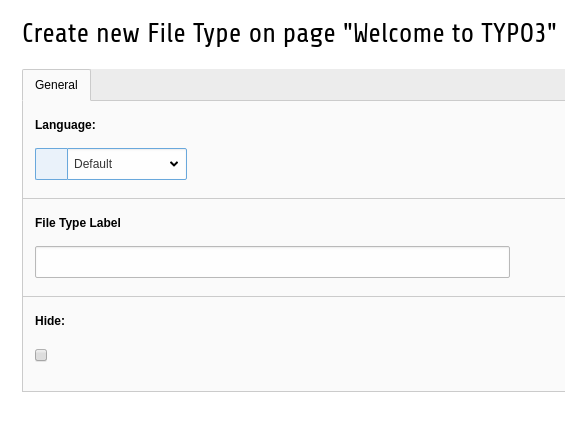 Create new File Type on page "Welcome to TYPO3"
General
Language:
Default
File Type Label
Hide: